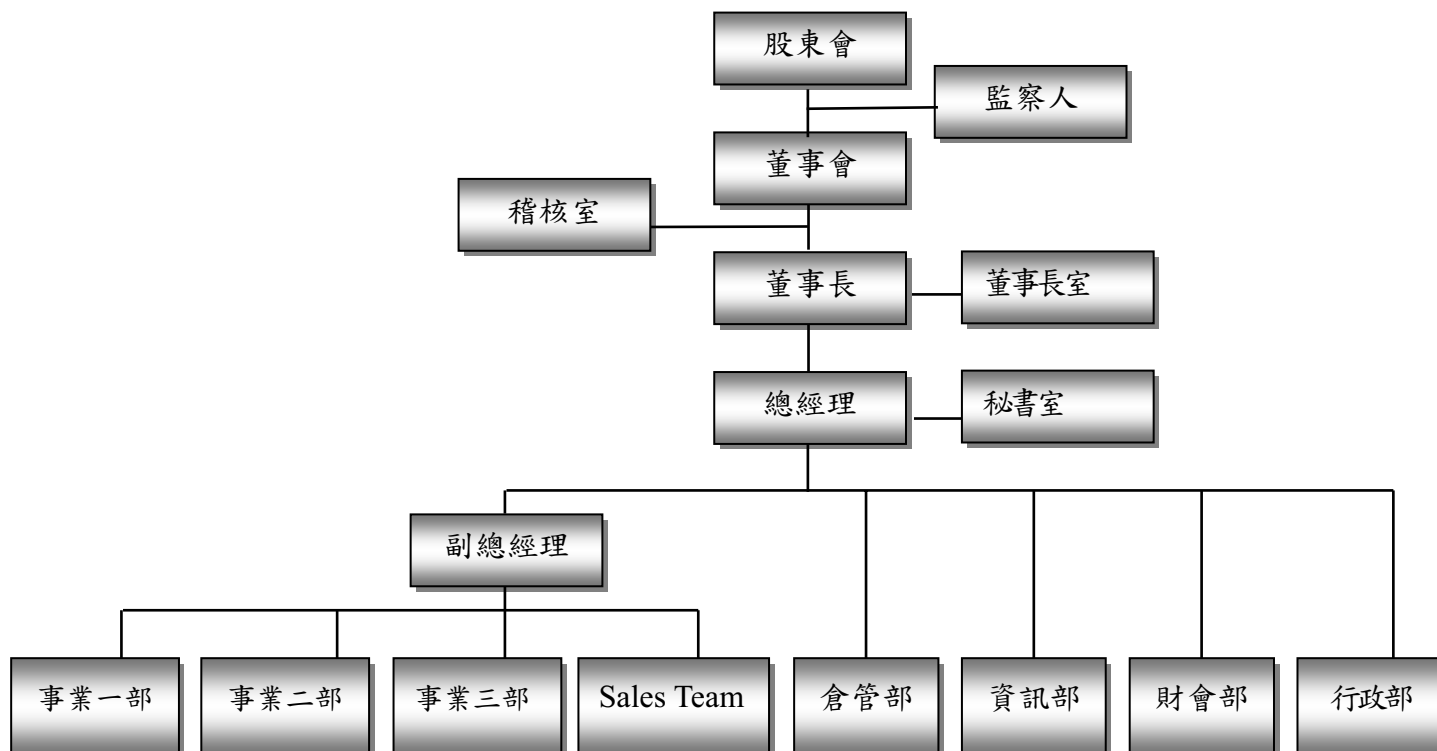 股東會
監察人
董事會
稽核室
董事長
董事長室
總經理
秘書室
副總經理
事業一部
事業二部
事業三部
Sales Team
倉管部
資訊部
財會部
行政部